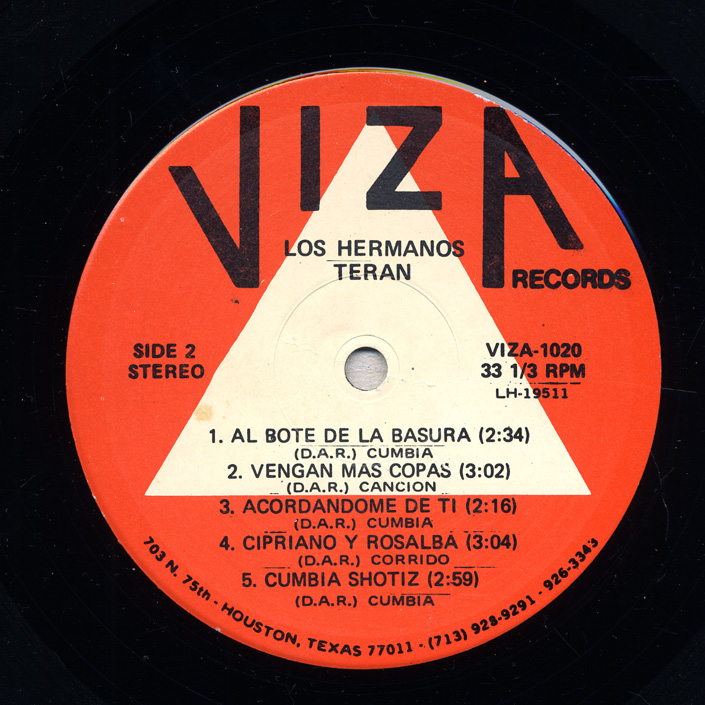 VIZA
RECORDS
LOS HERMANOS
TERAN
SIDE 2
STEREO
VIZA-1020
33 1/3 RPM
LH-19511
1. AL BOTE DE LA BASURA (2:34)
(D.A.R.) CUMBIA
2. VENGAN MAS COPAS (3:02)
(D.A.R.) CANCION
3. ACORDANDOME DE TI (2:16)
(D.A.R.) CUMBIA
4. CIPRIANO Y ROSALBA (3:04)
(D.A.R.) CORRIDO
5. CUMBIA SHOTIZ (2:59)
(D.A.R.) CUMBIA
703 N. 75th - HOUSTON, TEXAS 77011 - (713) 928-9291 - 926-3343